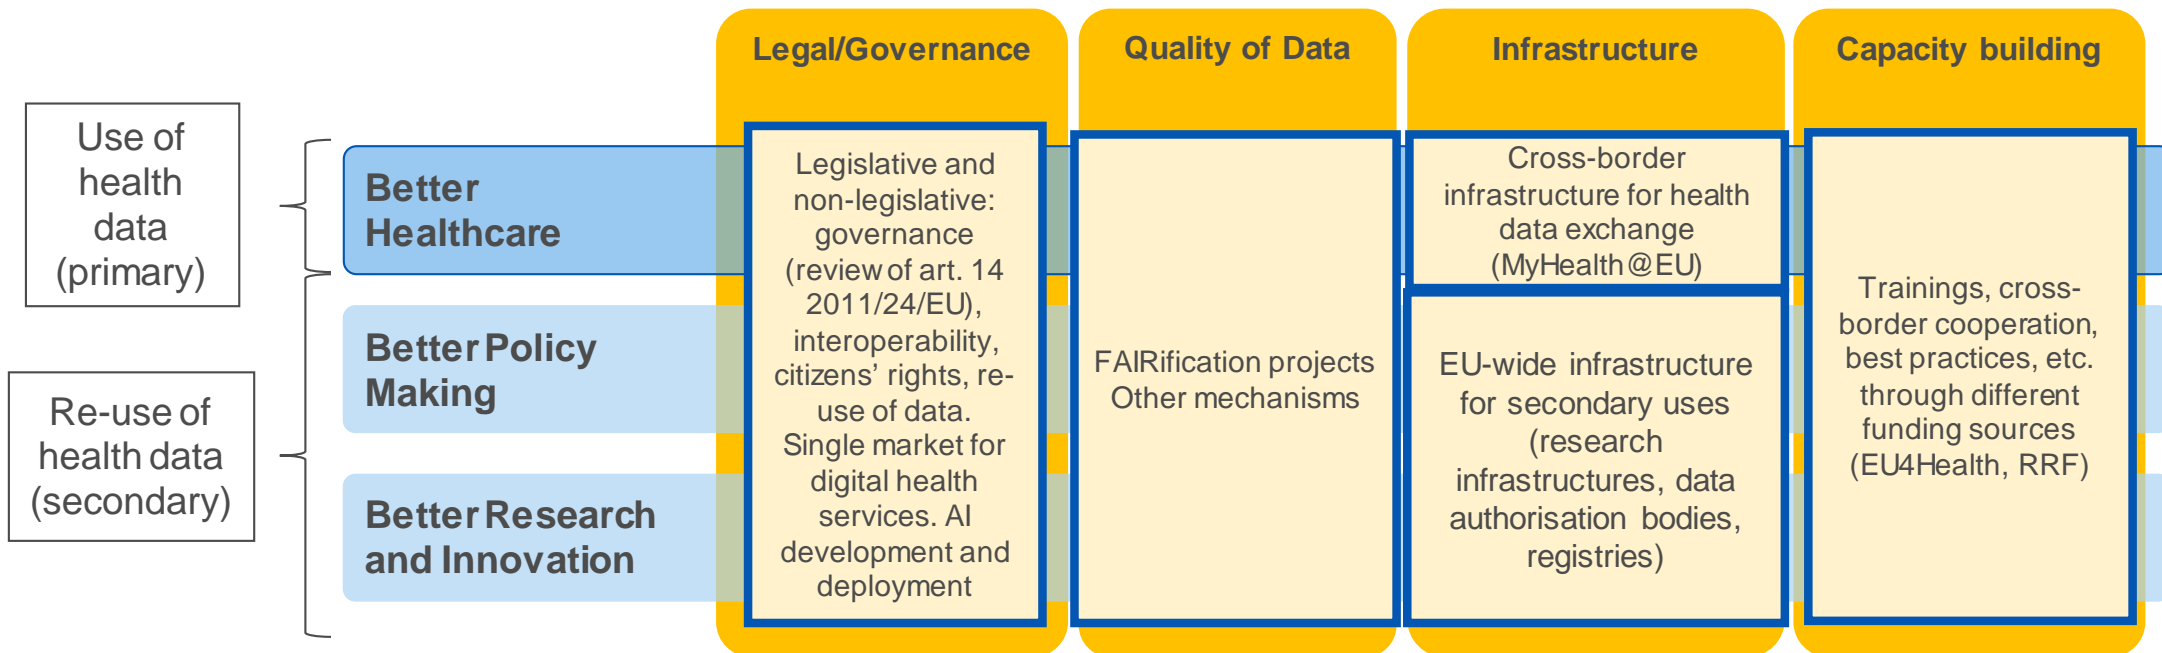 Legal/Governance
Quality of Data
Infrastructure
Capacity building
Use of
health
data
(primary)
Re-use of
health data
(secondary)
Better
Healthcare
Better Policy
Making
Better Research
and Innovation
Legislative and
non-legislative:
governance
(review of art. 14
2011/24/EU),
interoperability,
citizens’ rights, re-
use of data.
Single market for
digital health
services. AI
development and
deployment
FAIRification projects
Other mechanisms
Cross-border
infrastructure for health
data exchange
(MyHealth@EU)
EU-wide infrastructure
for secondary uses
(research
infrastructures, data
authorisation bodies,
registries)
Trainings, cross-
border cooperation,
best practices, etc.
through different
funding sources
(EU4Health, RRF)